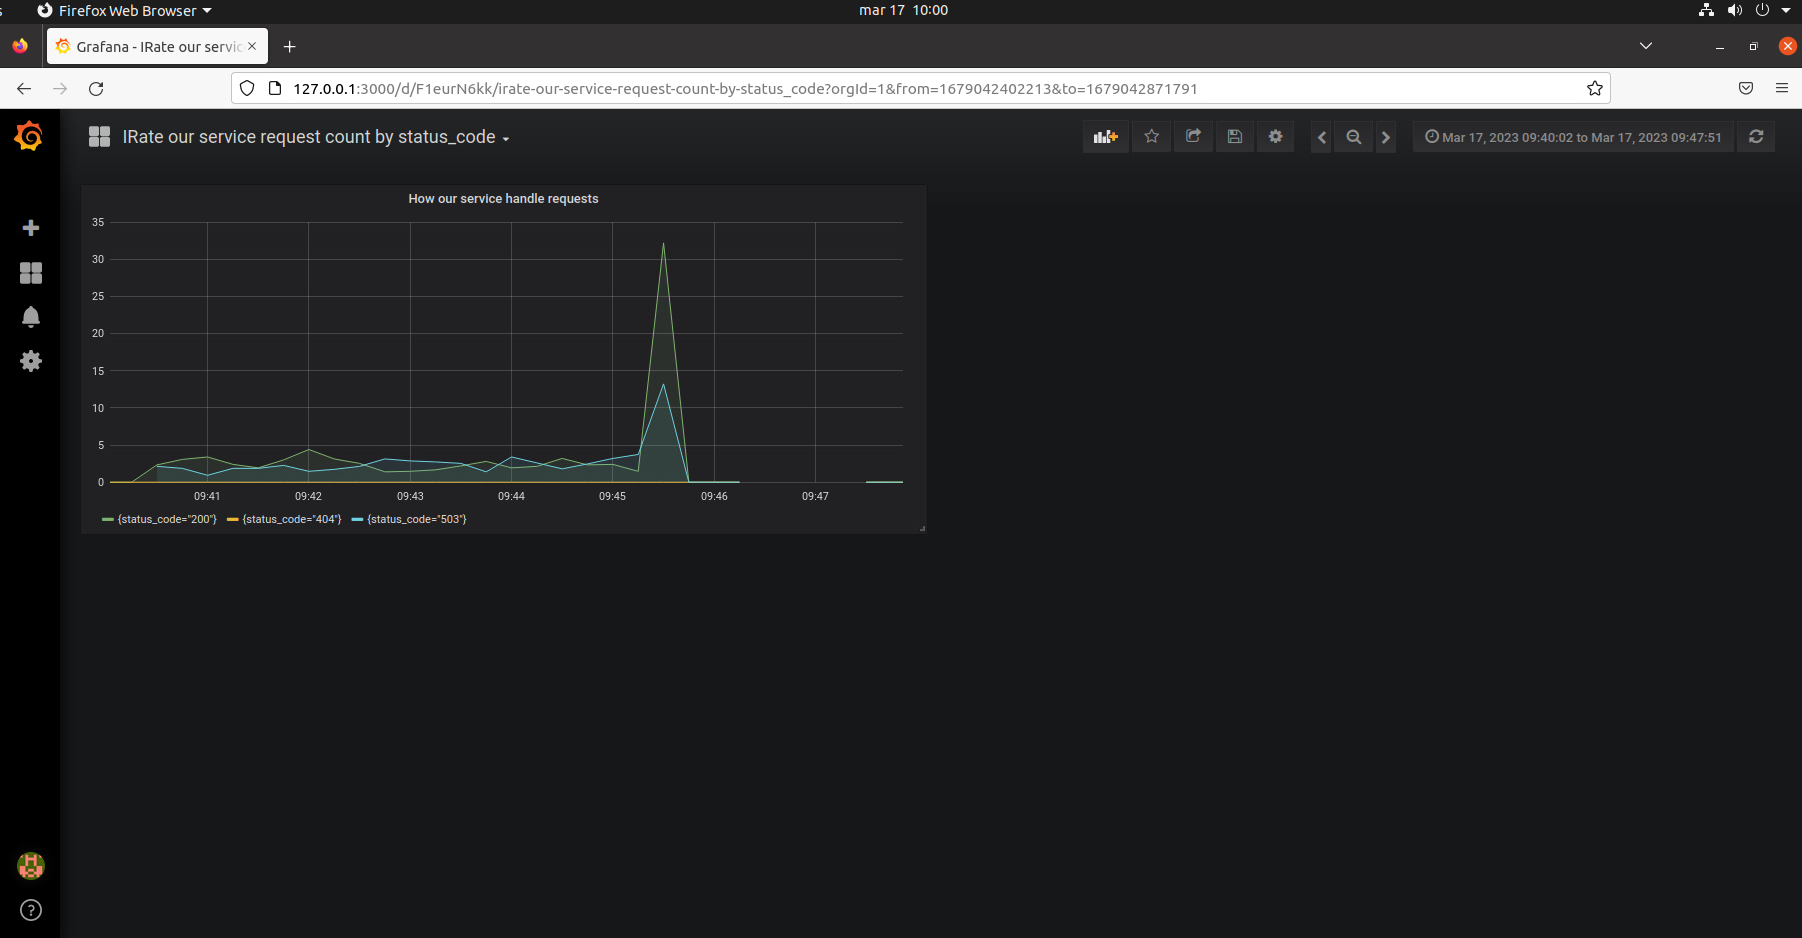 s Firefox Web Browser mar 17 10:00
Grafana - IRate our servic
127.0.0.1:3000/d/F1eurN6kk/irate-our-service-request-count-by-status_code?orgId=1&from=1679042402213&to=1679042871791
IRate our service request count by status_code
Mar 17, 2023 09:40:02 to Mar 17, 2023 09:47:51
How our service handle requests
35
30
25
20
15
10
5
0
09:41 09:42 09:43 09:44 09:45 09:46 09:47
{status_code="200"} {status_code="404"} {status_code="503"}